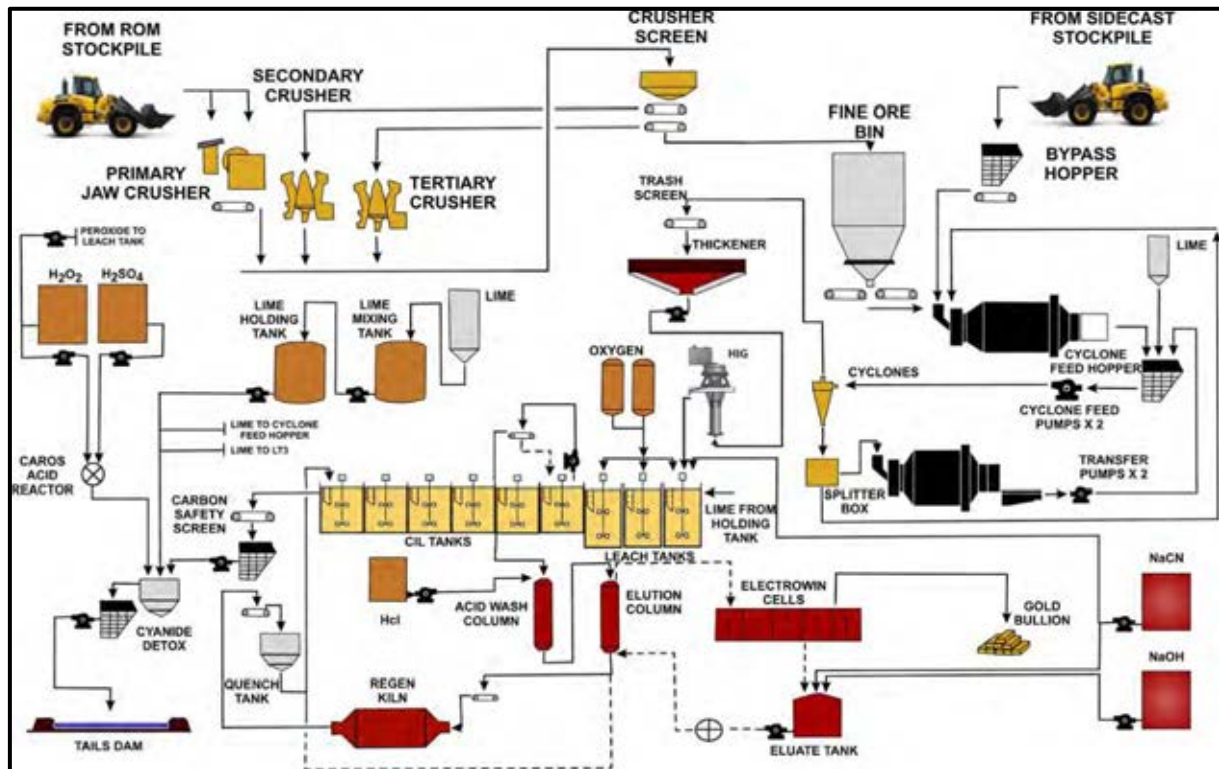 FROM ROM
STOCKPILE
CRUSHER
SCREEN
FROM SIDECAST
STOCKPILE
SECONDARY
CRUSHER
FINE ORE
BIN
BYPASS
HOPPER
PRIMARY
JAW CRUSHER
TERTIARY
CRUSHER
TRASH
SCREEN
PEROXIDE TO
LEACH TANK
THICKENER
LIME
H2O2
H2SO4
LIME
HOLDING
TANK
LIME
MIXING
TANK
LIME
OXYGEN
HIG
CYCLONES
CYCLONE
FEED HOPPER
CYCLONE FEED
PUMPS X 2
LIME TO CYCLONE
FEED HOPPER
LIME TO LT3
CAROS
ACID
REACTOR
TRANSFER
PUMPS X 2
CARBON
SAFETY
SCREEN
SPLITTER
BOX
LIME FROM
HOLDING
TANK
CIL TANKS
LEACH TANKS
NaCN
Hcl
ACID WASH
COLUMN
ELUTION
COLUMN
ELECTROWIN
CELLS
GOLD
BULLION
CYANIDE
DETOX
NaOH
QUENCH
TANK
REGEN
KILN
TAILS DAM
ELUATE TANK